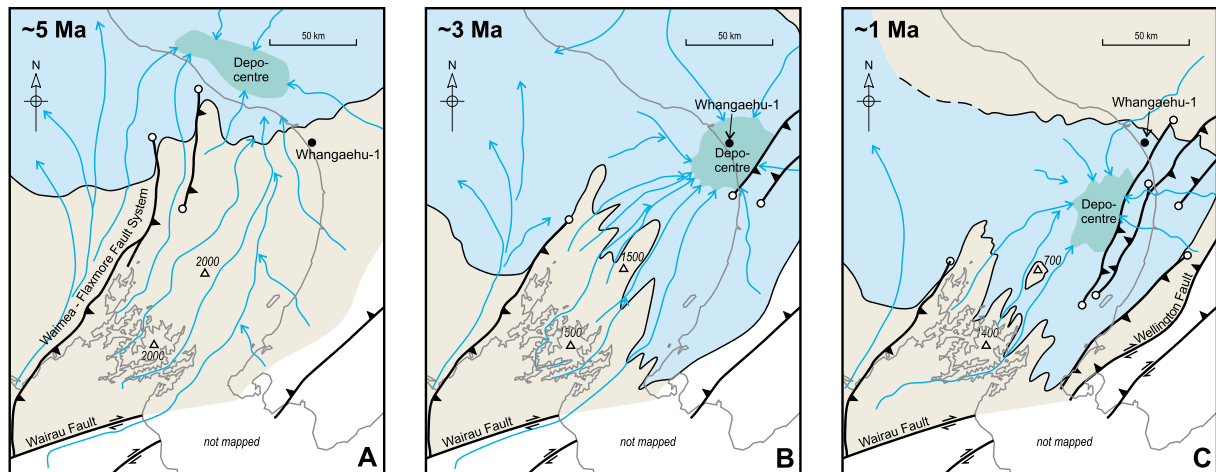 ~5 Ma
50 km
N
Depo-
centre
Whangaehu-1
Waimea - Flaxmore Fault System
2000
2000
Wairau Fault
not mapped
A
~3 Ma
50 km
N
Whangaehu-1
Depo-
centre
1500
1500
Wairau Fault
not mapped
B
~1 Ma
50 km
N
Whangaehu-1
Depo-
centre
700
1400
Wellington Fault
Wairau Fault
not mapped
C